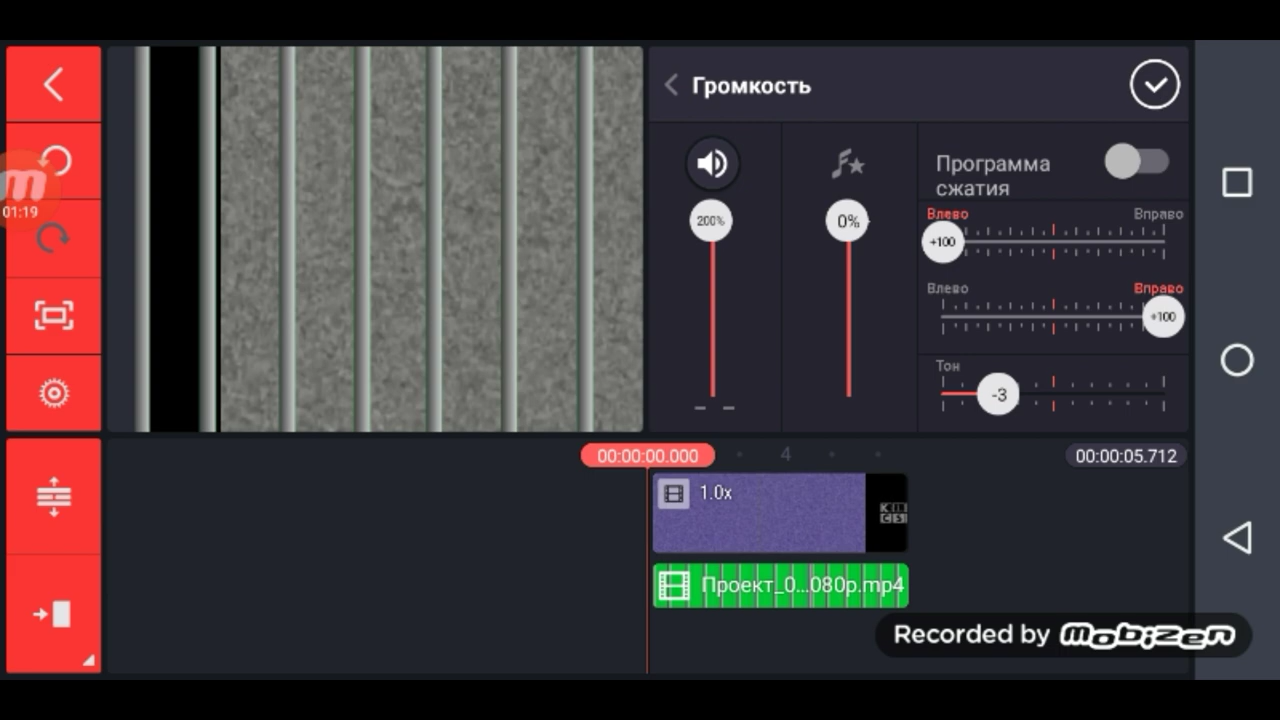 Громкость
Программа
сжатия
01:19
200%
0%
Влево
Вправо
+100
Влево
Вправо
+100
Тон
-3
00:00:00.000
4
00:00:05.712
1.0x
Проект_0...080p.mp4
Recorded by mobizen